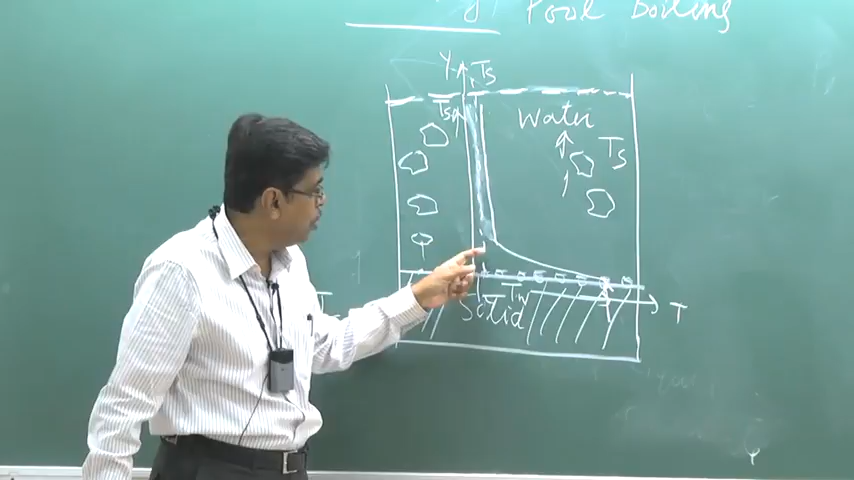 Pool Boiling
Y
Ts
Tsat
Water
Ts
Tw
Solid
T